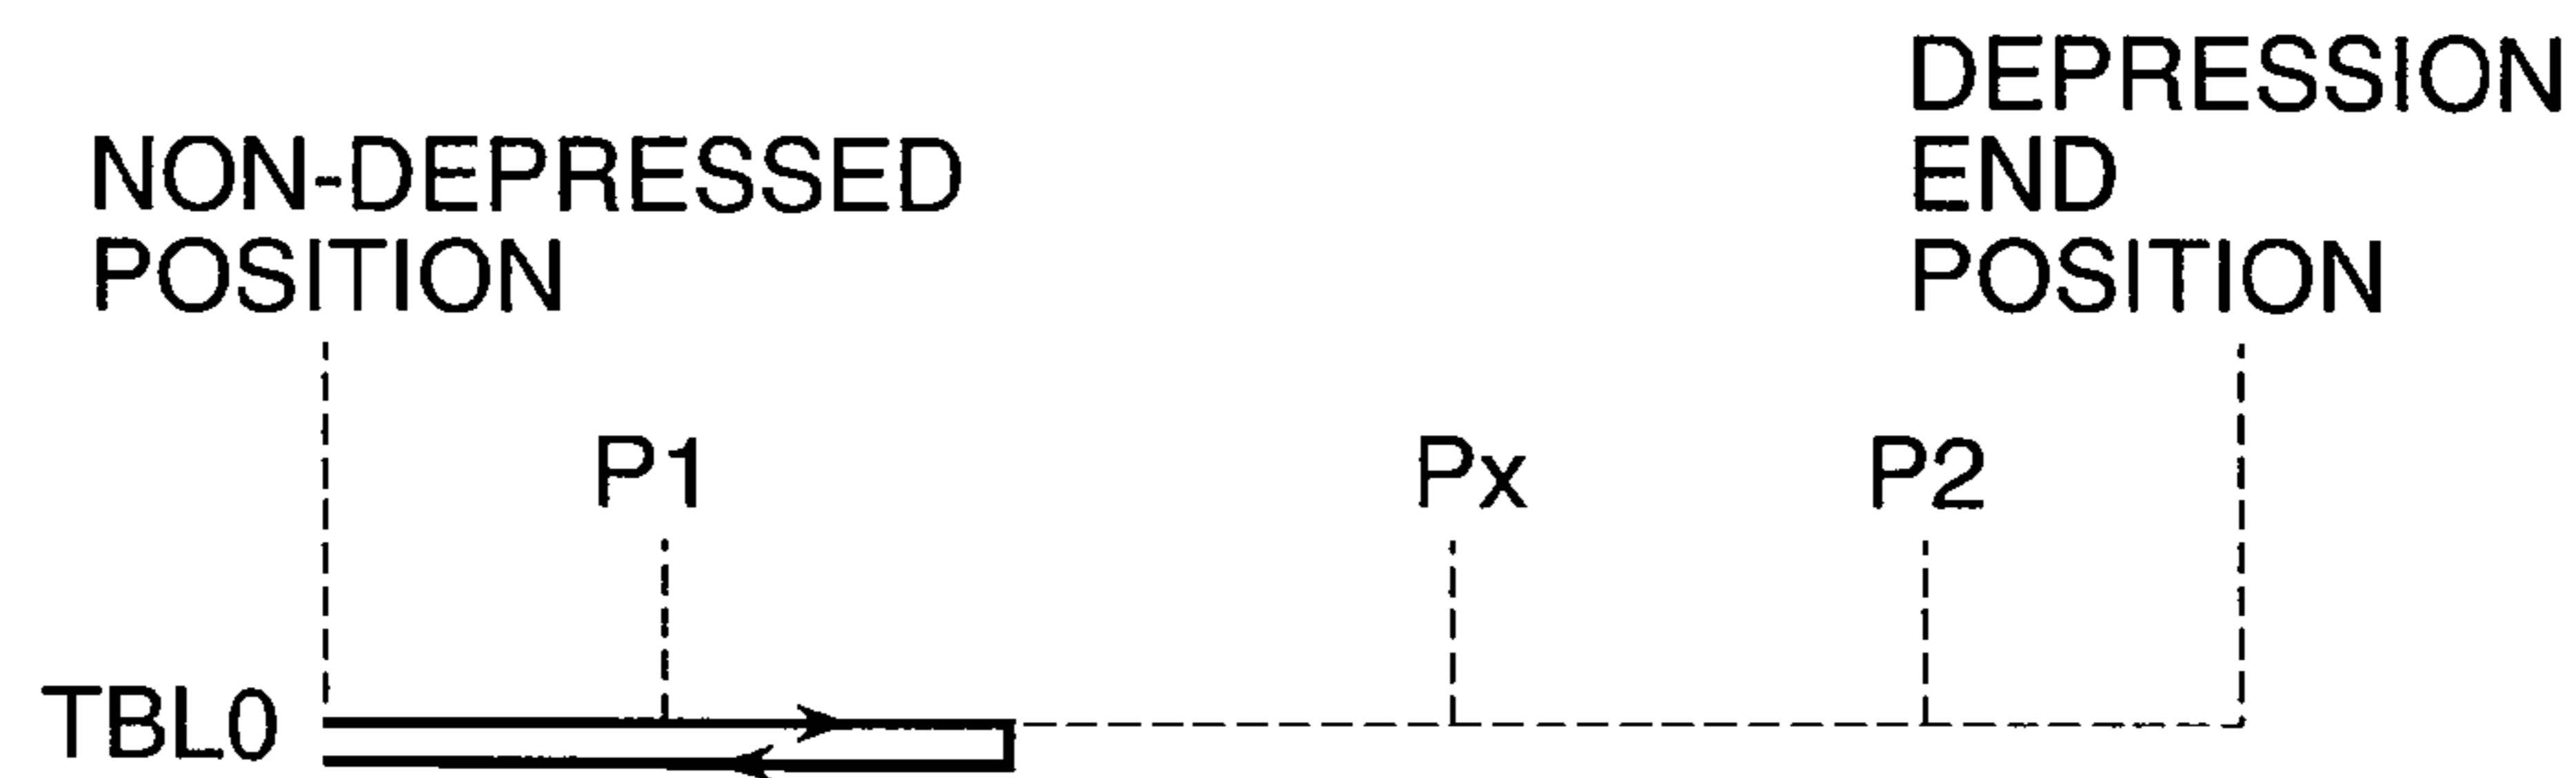 DEPRESSION
END
POSITION
NON-DEPRESSED
POSITION
P1 Px P2
TBL0